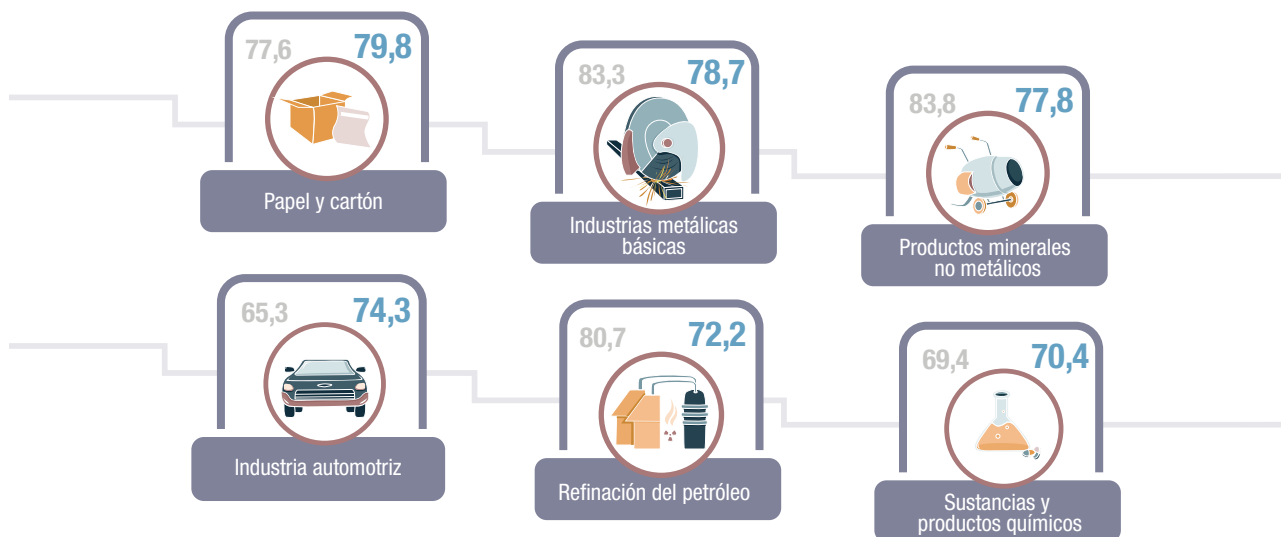 77,6 79,8
Papel y cartón
83,3 78,7
Industrias metálicas
básicas
83,8 77,8
Productos minerales
no metálicos
65,3 74,3
Industria automotriz
80,7 72,2
Refinación del petróleo
69,4 70,4
Sustancias y
productos químicos